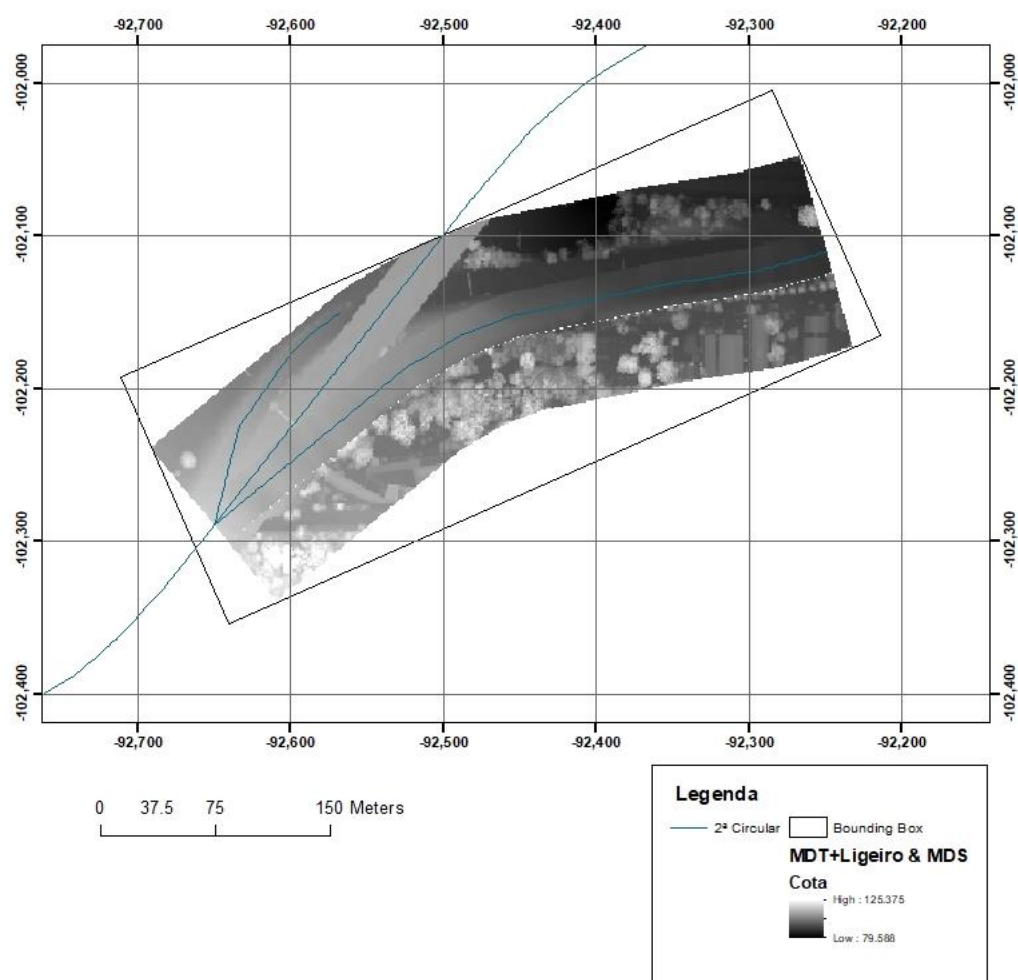 -92,700 -92,600 -92,500 -92,400 -92,300 -92,200
-102,000 -102,000
-102,100 -102,100
-102,200 -102,200
-102,300 -102,300
-102,400 -102,400
-92,700 -92,600 -92,500 -92,400 -92,300 -92,200
0 37.5 75 150 Meters
Legenda
2ª Circular Bounding Box
MDT+Ligeiro & MDS
Cota
High : 125.375
Low : 79.588